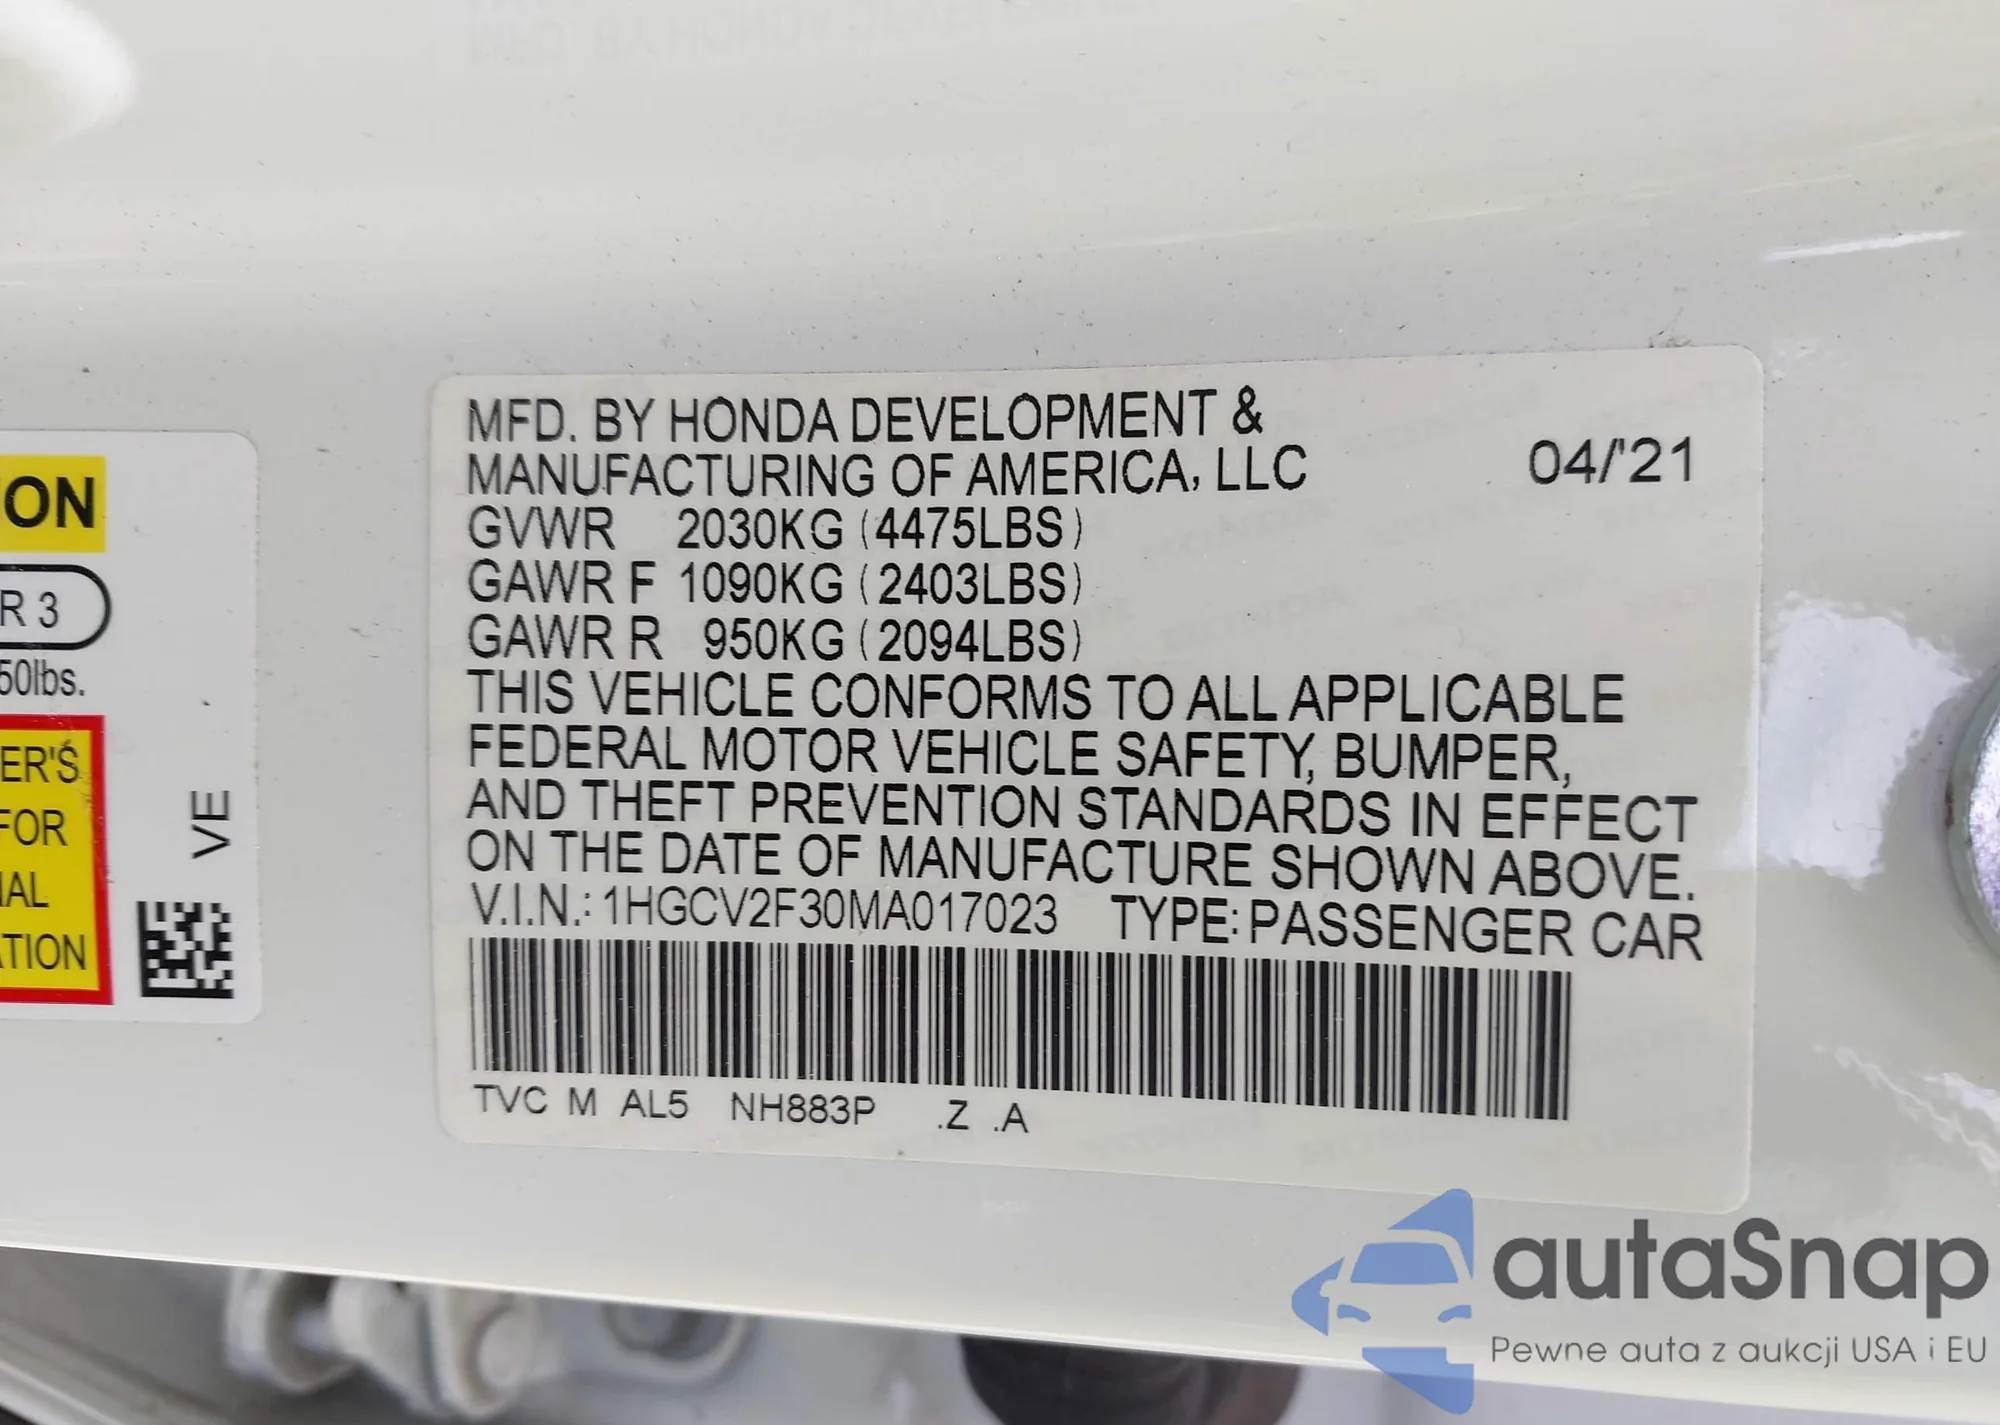 MFD. BY HONDA DEVELOPMENT &
MANUFACTURING OF AMERICA, LLC 04/'21
GVWR 2030KG (4475LBS)
GAWR F 1090KG (2403LBS)
GAWR R 950KG (2094LBS)
THIS VEHICLE CONFORMS TO ALL APPLICABLE
FEDERAL MOTOR VEHICLE SAFETY, BUMPER,
AND THEFT PREVENTION STANDARDS IN EFFECT
ON THE DATE OF MANUFACTURE SHOWN ABOVE.
V.I.N.: 1HGCV2F30MA017023 TYPE: PASSENGER CAR
TVC M AL5 NH883P .Z .A
ION
R 3
50lbs.
ER'S
FOR
NAL
ATION
VE
autaSnap
Pewne auta z aukcji USA i EU